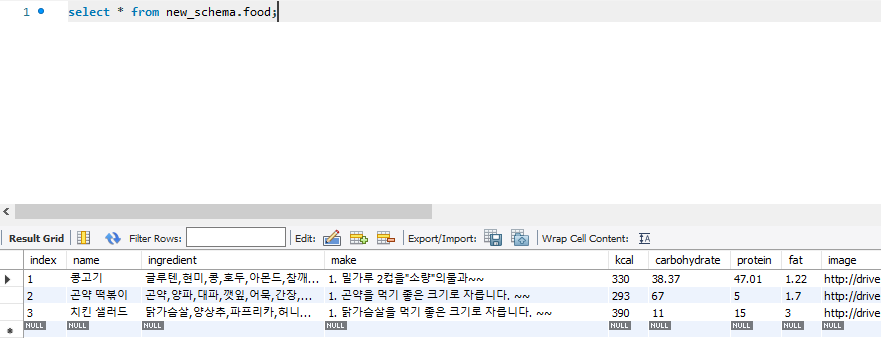 1 select * from new_schema.food;
Result Grid Filter Rows: Edit: Export/Import: Wrap Cell Content:
index name ingredient make kcal carbohydrate protein fat image
1 콩고기 글루텐,현미,콩,호두,아몬드,참깨... 1. 밀가루 2컵을"소량"의물과~~ 330 38.37 47.01 1.22 http://drive
2 곤약 떡볶이 곤약,양파,대파,깻잎,어묵,간장,... 1. 곤약을 먹기 좋은 크기로 자릅니다. ~~ 293 67 5 1.7 http://drive
3 치킨 샐러드 닭가슴살,양상추,파프리카,허니... 1. 닭가슴살을 먹기 좋은 크기로 자릅니다. ~~ 390 11 15 3 http://drive
NULL NULL NULL NULL NULL NULL NULL NULL NULL